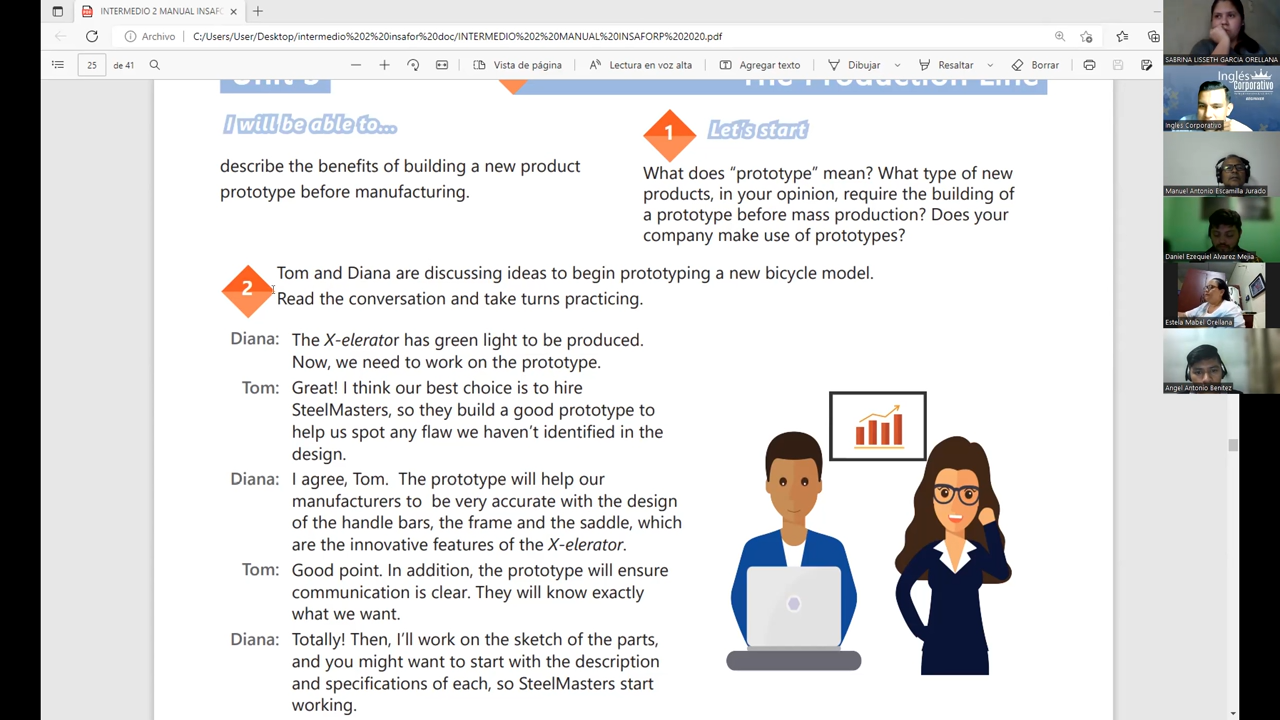 INTERMEDIO 2 MANUAL INSAFOR
Archivo
C:/Users/User/Desktop/intermedio%202%20insafor%20doc/INTERMEDIO%202%20MANUAL%20INSAFORP%202020.pdf
25 de 41
Vista de página
Lectura en voz alta
Agregar texto
Dibujar
Resaltar
Borrar
The Production Line
I will be able to...
describe the benefits of building a new product
prototype before manufacturing.
1
Let's start
What does “prototype” mean? What type of new
products, in your opinion, require the building of
a prototype before mass production? Does your
company make use of prototypes?
2
Tom and Diana are discussing ideas to begin prototyping a new bicycle model.
Read the conversation and take turns practicing.
Diana: The X-elerator has green light to be produced.
Now, we need to work on the prototype.
Tom: Great! I think our best choice is to hire
SteelMasters, so they build a good prototype to
help us spot any flaw we haven’t identified in the
design.
Diana: I agree, Tom. The prototype will help our
manufacturers to be very accurate with the design
of the handle bars, the frame and the saddle, which
are the innovative features of the X-elerator.
Tom: Good point. In addition, the prototype will ensure
communication is clear. They will know exactly
what we want.
Diana: Totally! Then, I’ll work on the sketch of the parts,
and you might want to start with the description
and specifications of each, so SteelMasters start
working.
SABRINA LISSETH GARCIA ORELLANA
Inglés
Corporativo
Inglés Corporativo
Manuel Antonio Escamilla Jurado
Daniel Ezequiel Alvarez Mejia
Estela Mabel Orellana
Angel Antonio Benitez